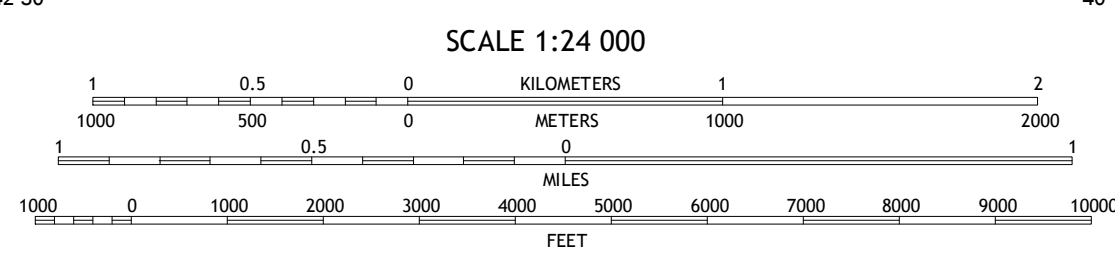 SCALE 1:24 000
1 0.5 0 KILOMETERS 1 2
1000 500 0 METERS 1000 2000
1 0.5 0 1
MILES
1000 0 1000 2000 3000 4000 5000 6000 7000 8000 9000 10000
FEET